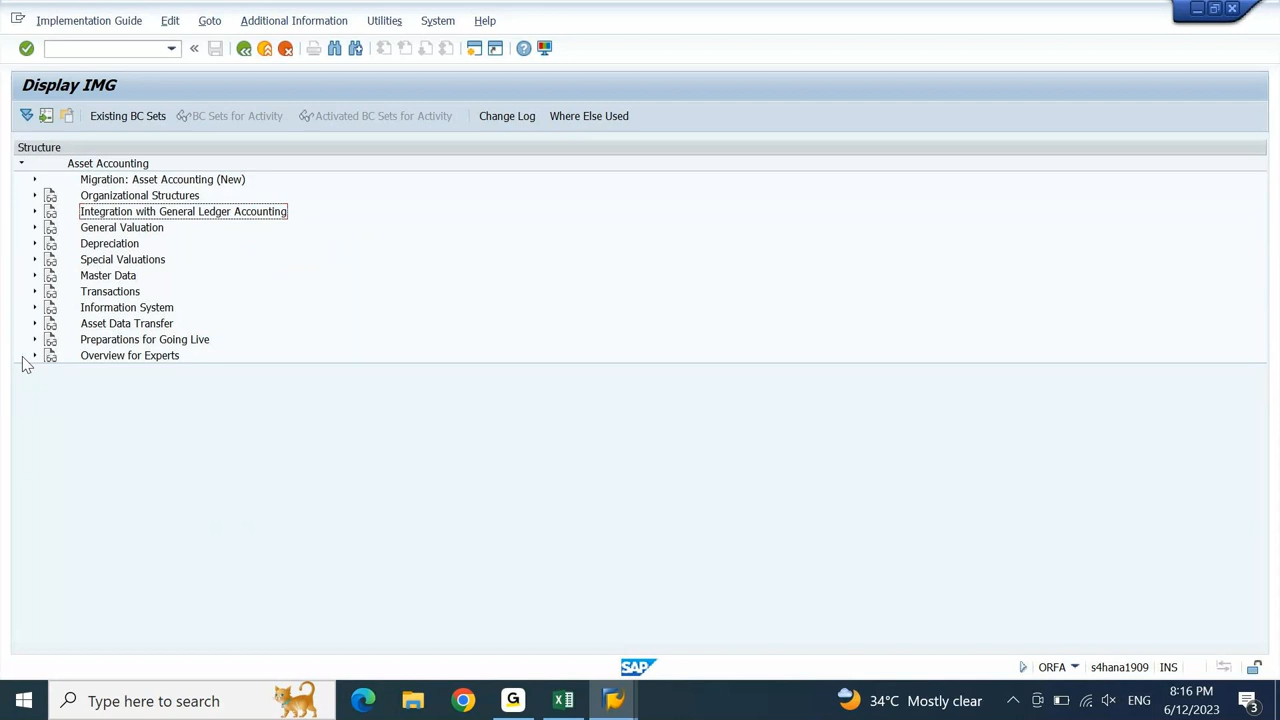 Implementation Guide Edit Goto Additional Information Utilities System Help
Display IMG
Existing BC Sets BC Sets for Activity Activated BC Sets for Activity Change Log Where Else Used
Structure
Asset Accounting
Migration: Asset Accounting (New)
Organizational Structures
Integration with General Ledger Accounting
General Valuation
Depreciation
Special Valuations
Master Data
Transactions
Information System
Asset Data Transfer
Preparations for Going Live
Overview for Experts
SAP ORFA s4hana1909 INS
Type here to search 34°C Mostly clear ENG 8:16 PM
6/12/2023 3